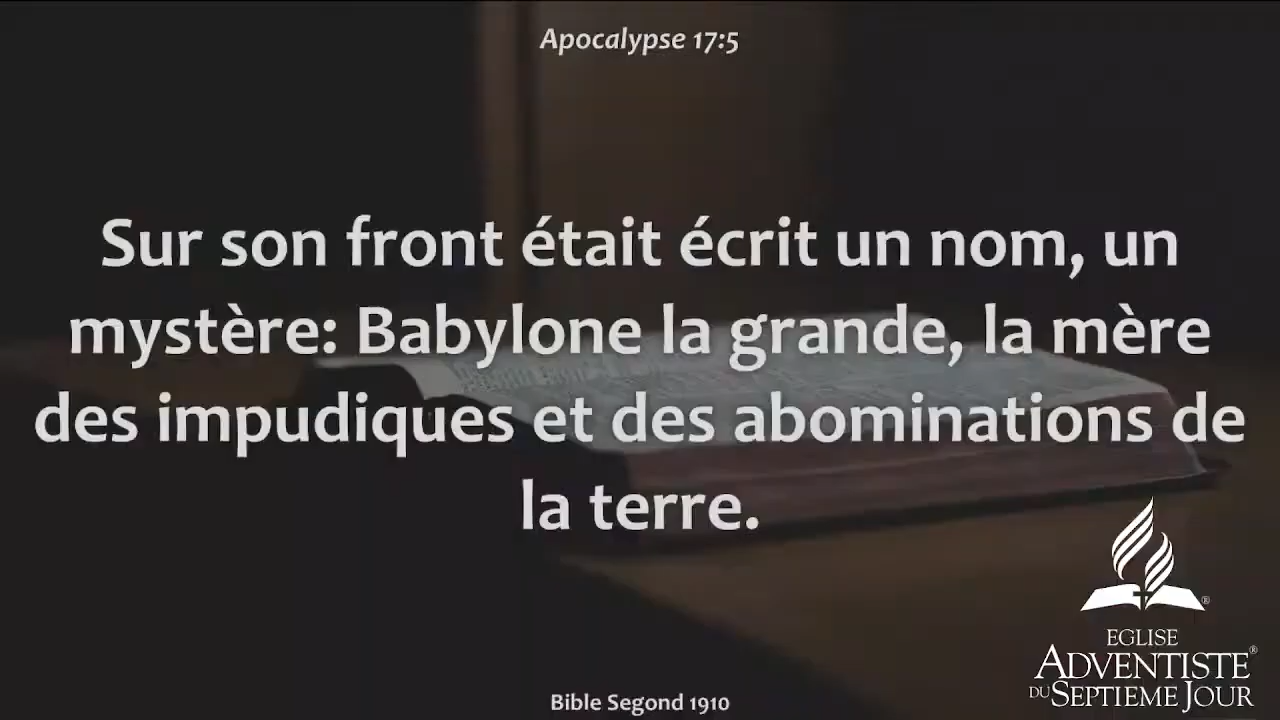 Apocalypse 17:5
Sur son front était écrit un nom, un
mystère: Babylone la grande, la mère
des impudiques et des abominations de
la terre.
®
EGLISE
ADVENTISTE®
DU SEPTIEME JOUR
Bible Segond 1910